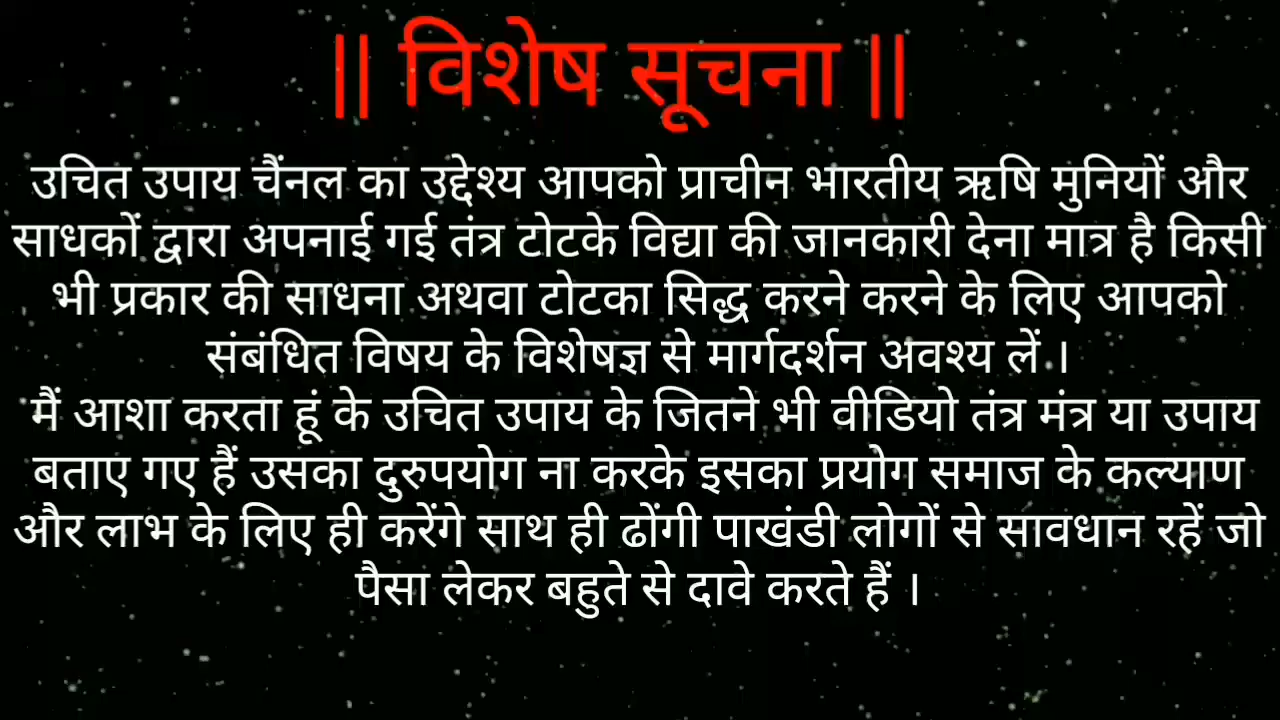 || विशेष सूचना ||
उचित उपाय चैंनल का उद्देश्य आपको प्राचीन भारतीय ऋषि मुनियों और
साधकों द्वारा अपनाई गई तंत्र टोटके विद्या की जानकारी देना मात्र है किसी
भी प्रकार की साधना अथवा टोटका सिद्ध करने करने के लिए आपको
संबंधित विषय के विशेषज्ञ से मार्गदर्शन अवश्य लें ।
मैं आशा करता हूं के उचित उपाय के जितने भी वीडियो तंत्र मंत्र या उपाय
बताए गए हैं उसका दुरुपयोग ना करके इसका प्रयोग समाज के कल्याण
और लाभ के लिए ही करेंगे साथ ही ढोंगी पाखंडी लोगों से सावधान रहें जो
पैसा लेकर बहुते से दावे करते हैं ।